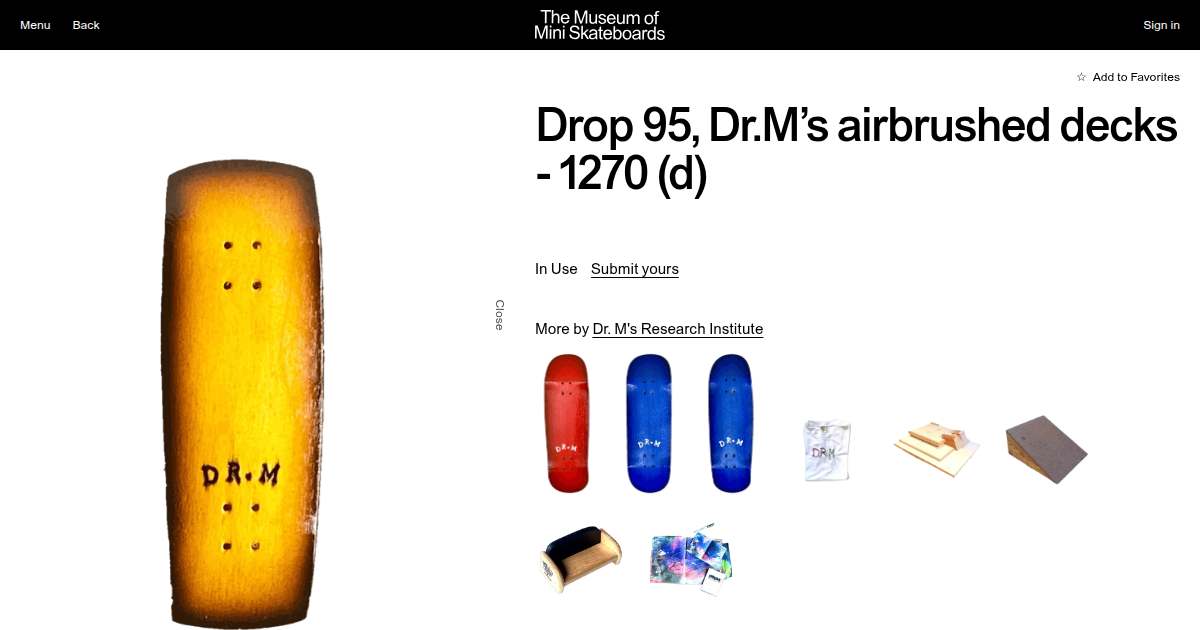 Menu
Back
The Museum of
Mini Skateboards
Sign in
☆ Add to Favorites
Drop 95, Dr.M’s airbrushed decks
- 1270 (d)
In Use
Submit yours
Close
More by Dr. M's Research Institute
DR.M
DR.M
DR.M
DR.M
DR.M